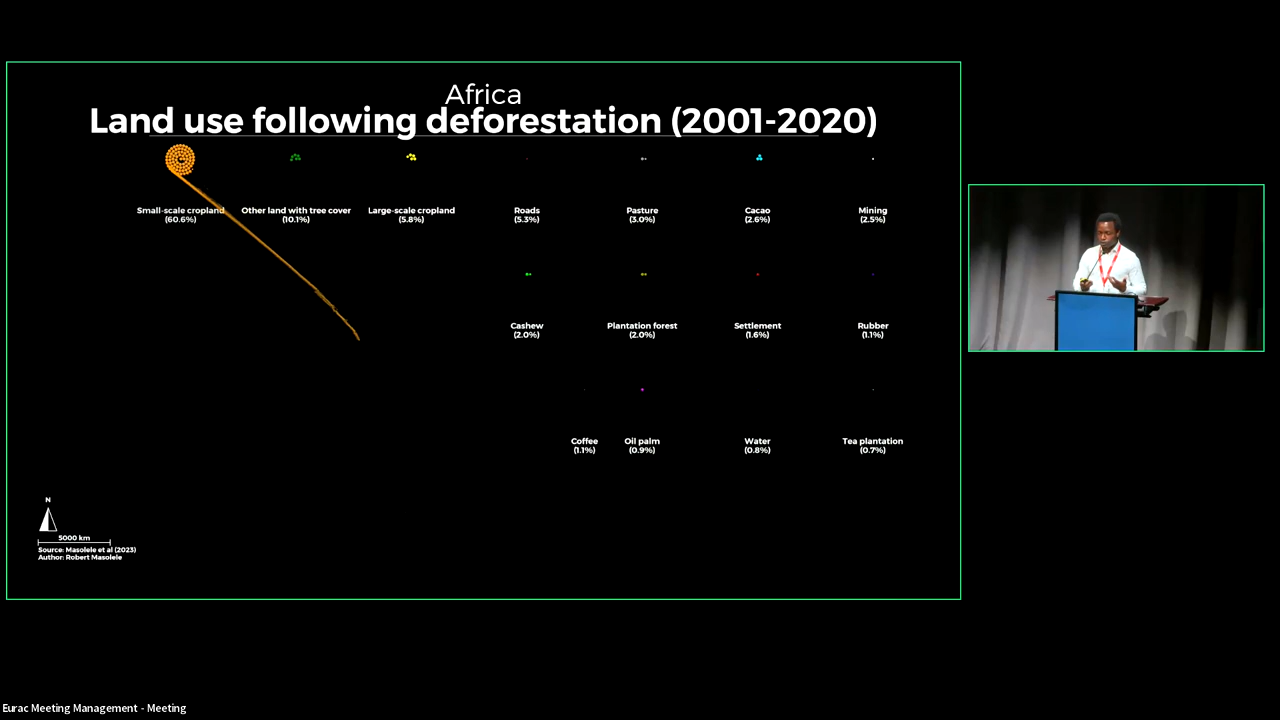 Africa
Land use following deforestation (2001-2020)
Small-scale cropland
(60.6%)
Other land with tree cover
(10.1%)
Large-scale cropland
(5.8%)
Roads
(5.3%)
Pasture
(3.0%)
Cacao
(2.6%)
Mining
(2.5%)
Cashew
(2.0%)
Plantation forest
(2.0%)
Settlement
(1.6%)
Rubber
(1.1%)
Coffee
(1.1%)
Oil palm
(0.9%)
Water
(0.8%)
Tea plantation
(0.7%)
N
5000 km
Source: Masolele et al (2023)
Author: Robert Masolele
Eurac Meeting Management - Meeting